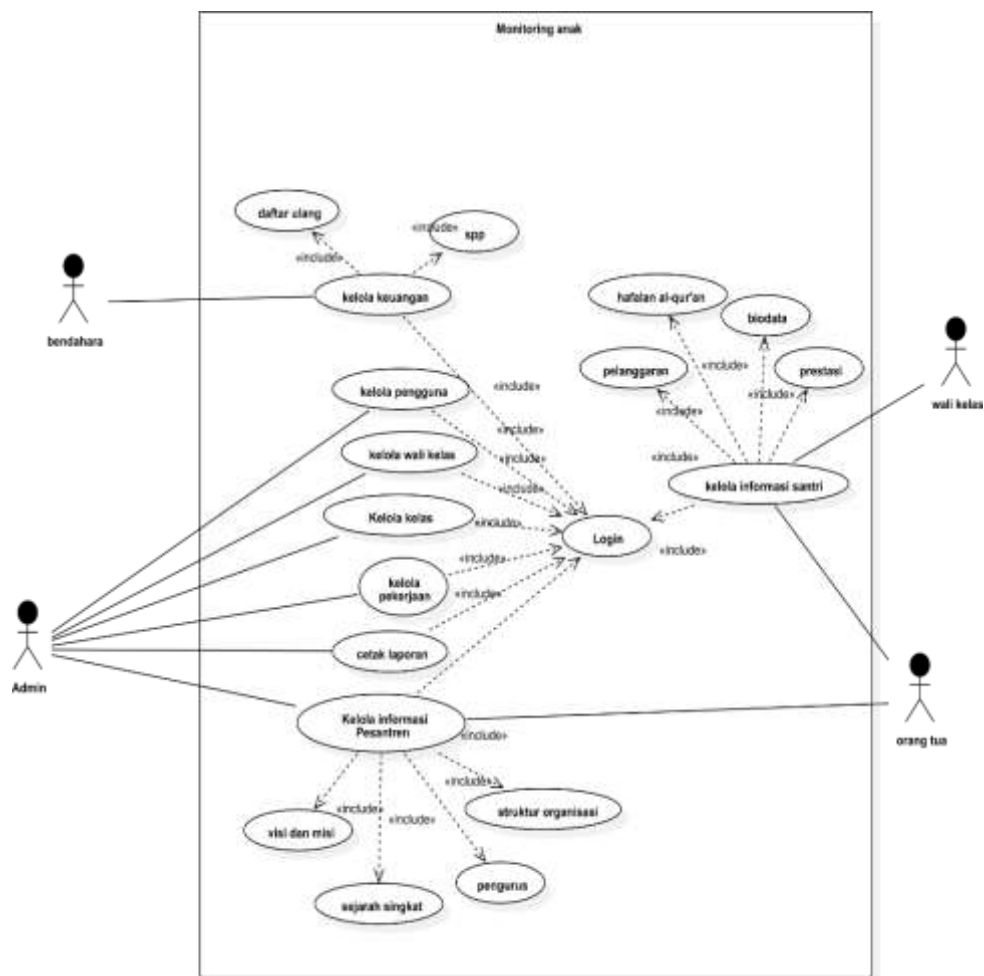 Monitoring anak
daftar ulang
«include»
spp
«include»
kelola keuangan
bendahara
hafalan al-qur'an
biodata
«include»
pelanggaran
prestasi
«include»
«include»
wali kelas
kelola pengguna
«include»
«include»
kelola wali kelas
«include»
«include»
kelola informasi santri
«include»
Kelola kelas
«include»
Login
«include»
«include»
kelola
pekerjaan
«include»
cetak laporan
Admin
Kelola informasi
Pesantren
«include»
orang tua
«include»
struktur organisasi
«include»
«include»
visi dan misi
pengurus
sejarah singkat